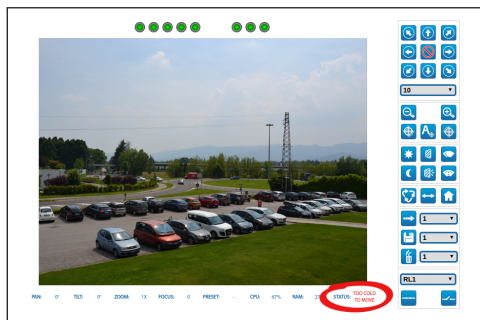 10
A
1
1
1
RL1
PAN: 0° TILT: 0° ZOOM: 1X FOCUS: 0 PRESET: - CPU: 67% RAM: STATUS: TOO COLD
TO MOVE